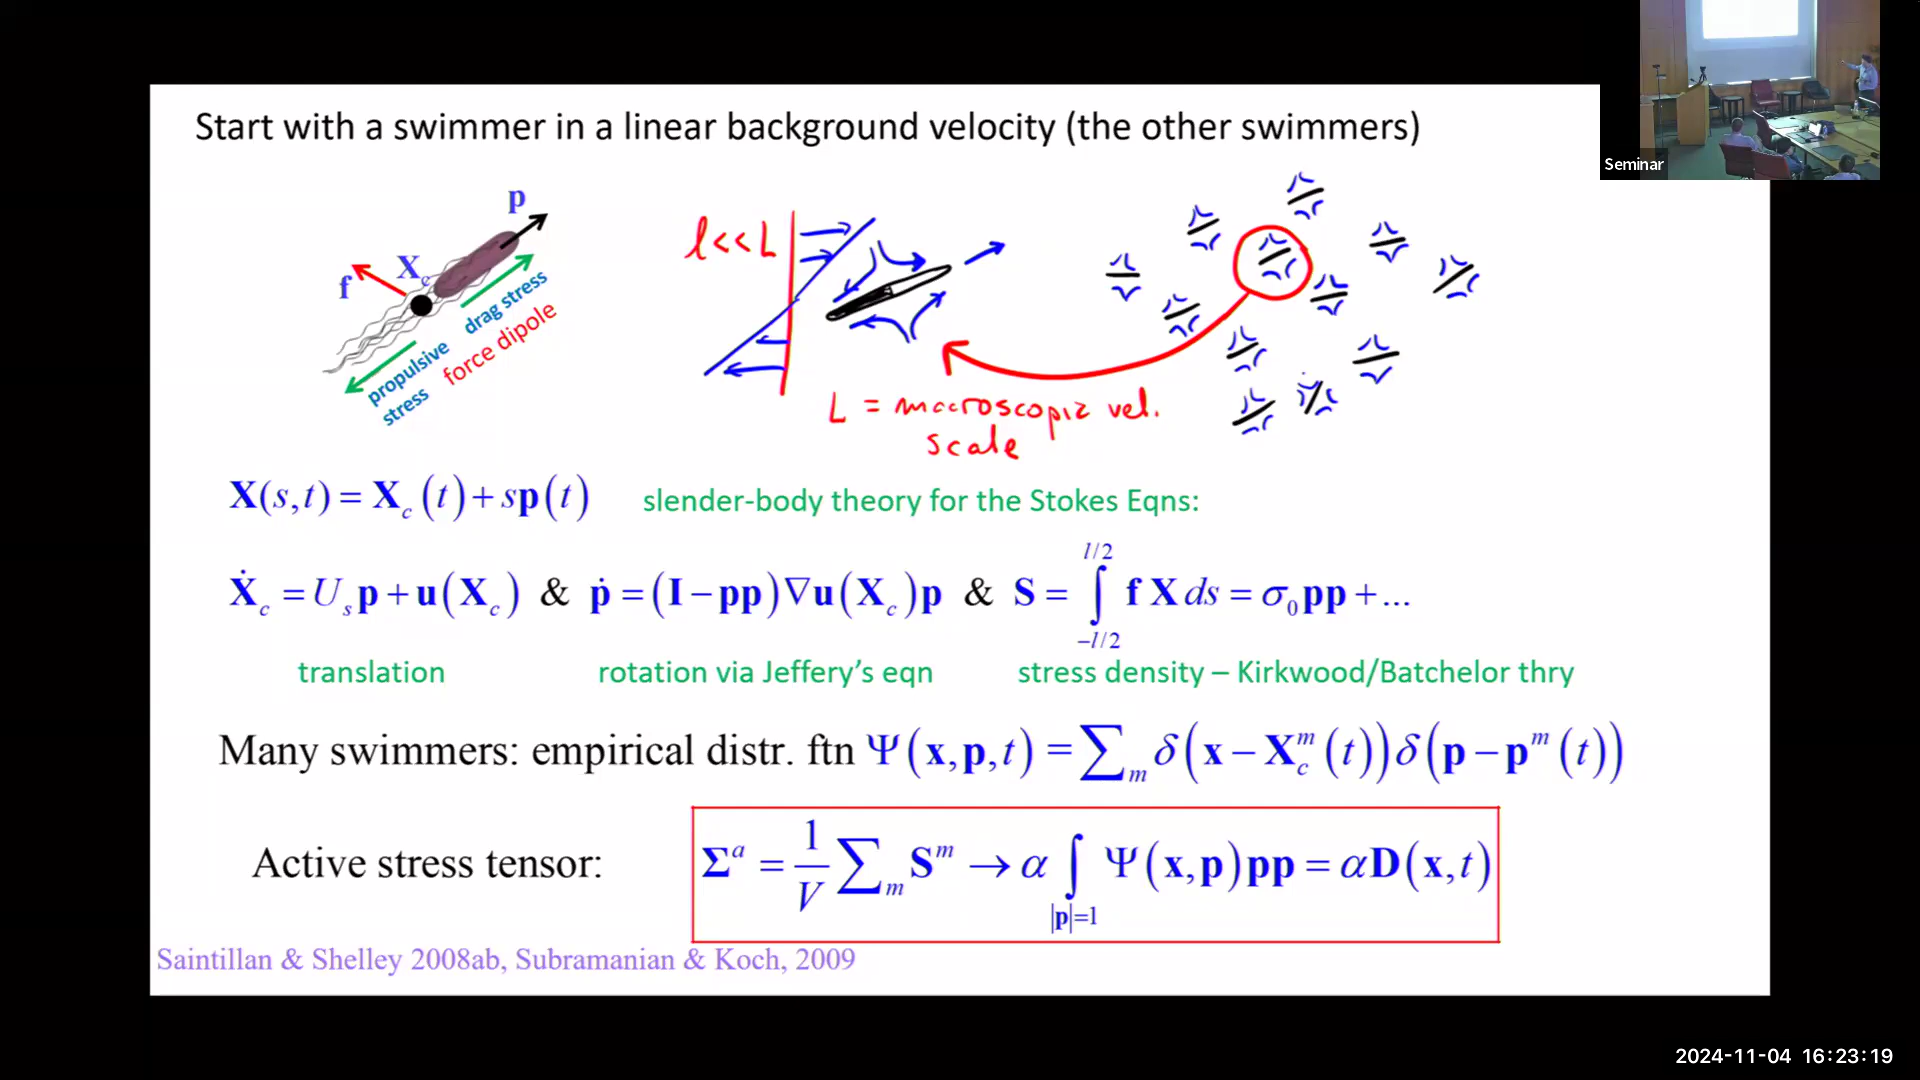 Start with a swimmer in a linear background velocity (the other swimmers)
Seminar
p
f
X_c
drag stress
propulsive stress
force dipole
l<<L
L = macroscopic vel.
scale
X(s,t) = X_c(t) + sp(t) slender-body theory for the Stokes Eqns:
Ẋ_c = U_s p + u(X_c) & ṗ = (I − pp)∇u(X_c)p & S = ∫_{−l/2}^{l/2} f X ds = σ_0 pp + ...
translation rotation via Jeffery's eqn stress density – Kirkwood/Batchelor thry
Many swimmers: empirical distr. ftn Ψ(x,p,t) = ∑_m δ(x − X_c^m(t))δ(p − p^m(t))
Active stress tensor: Σ^a = 1/V ∑_m S^m → α ∫_{|p|=1} Ψ(x,p)pp = αD(x,t)
Saintillan & Shelley 2008ab, Subramanian & Koch, 2009
2024-11-04 16:23:19